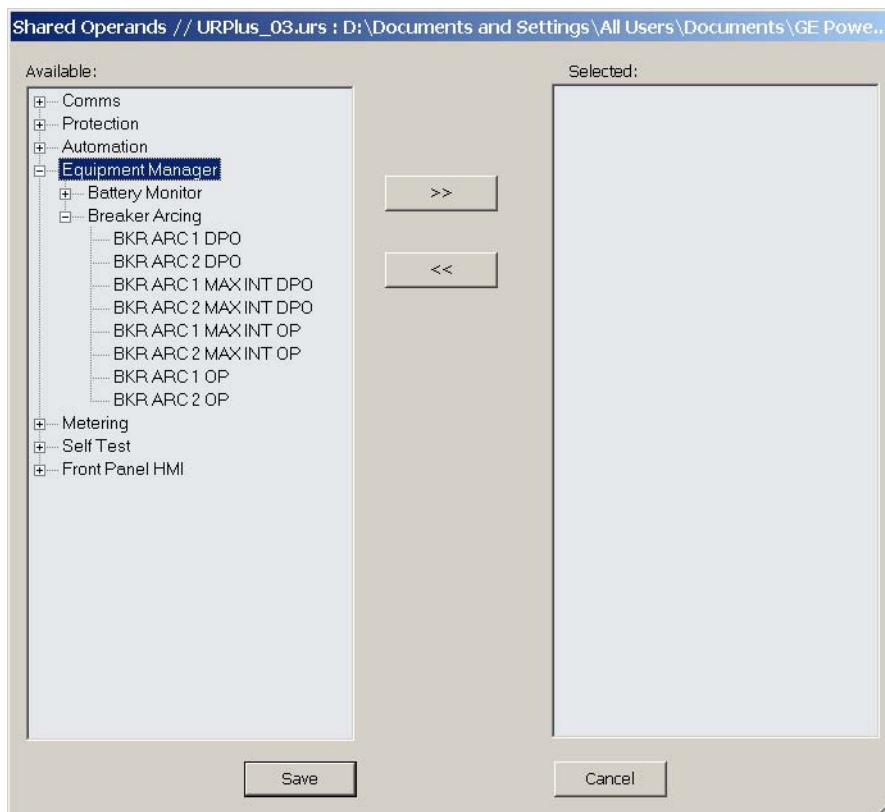 Shared Operands // URPlus_03.urs : D:\Documents and Settings\All Users\Documents\GE Powe..
Available:
Selected:
Comms
Protection
Automation
Equipment Manager
Battery Monitor
Breaker Arcing
BKR ARC 1 DPO
BKR ARC 2 DPO
BKR ARC 1 MAX INT DPO
BKR ARC 2 MAX INT DPO
BKR ARC 1 MAX INT OP
BKR ARC 2 MAX INT OP
BKR ARC 1 OP
BKR ARC 2 OP
Metering
Self Test
Front Panel HMI
>>
<<
Save
Cancel